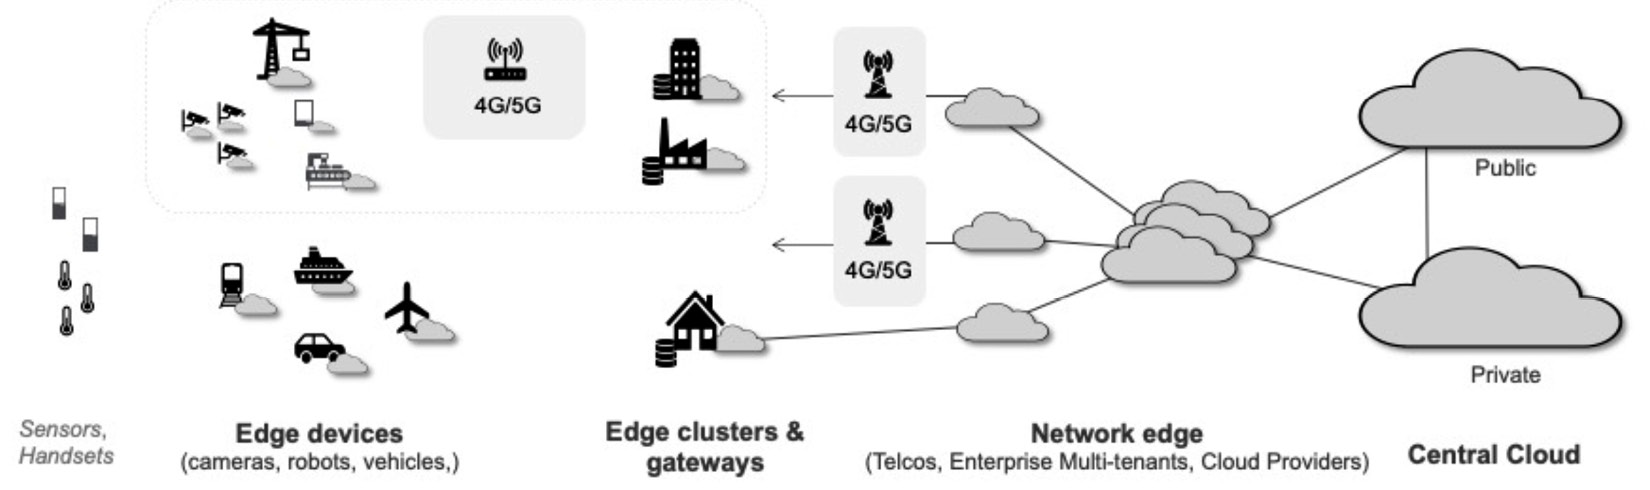 4G/5G
4G/5G
4G/5G
Public
Private
Sensors,
Handsets
Edge devices
(cameras, robots, vehicles,)
Edge clusters &
gateways
Network edge
(Telcos, Enterprise Multi-tenants, Cloud Providers)
Central Cloud